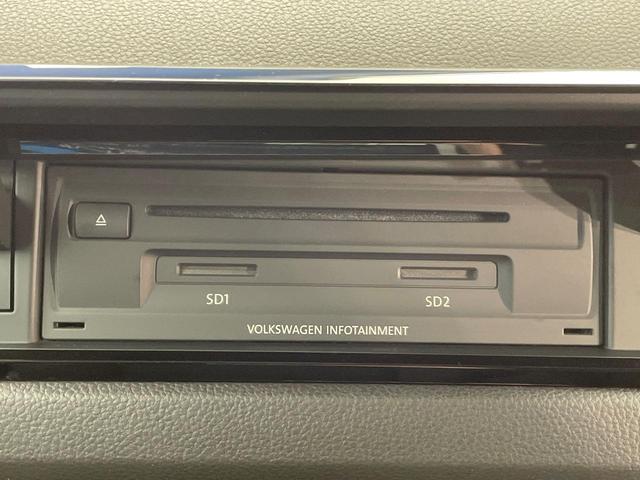 SD1 SD2
VOLKSWAGEN INFOTAINMENT